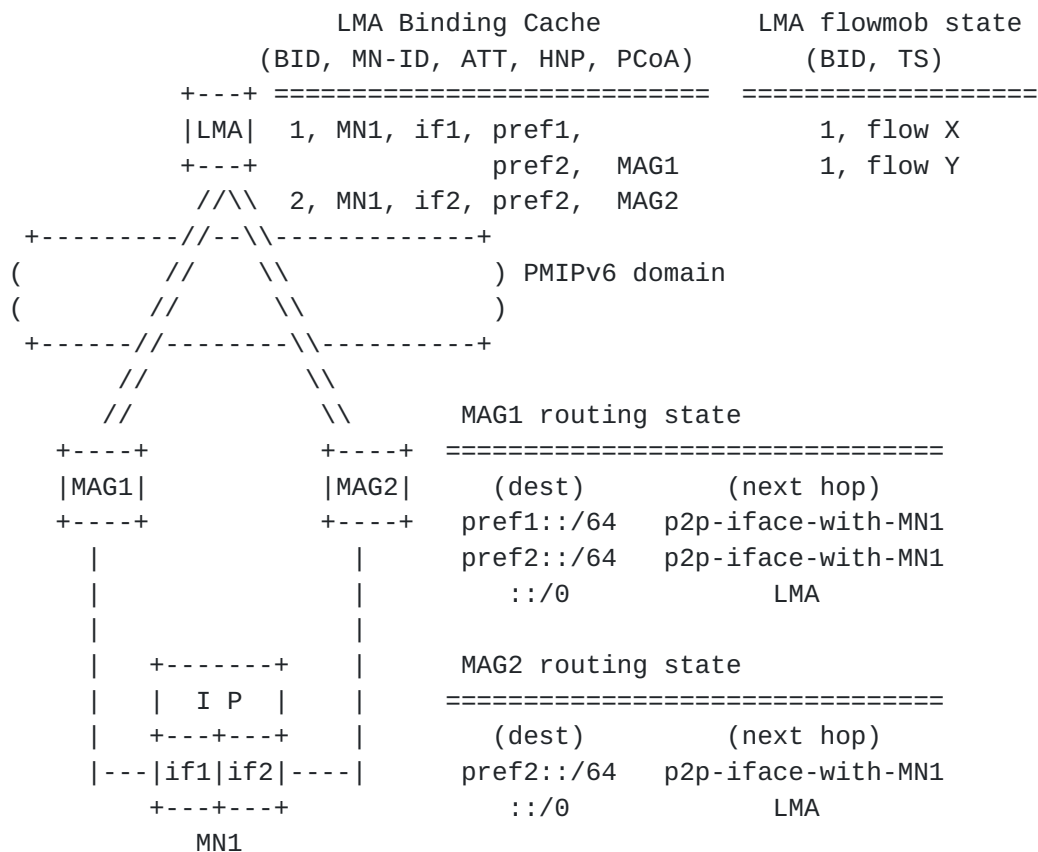 LMA Binding Cache          LMA flowmob state
                (BID, MN-ID, ATT, HNP, PCoA)       (BID, TS)
           +---+ ============================  ===================
           |LMA|  1, MN1, if1, pref1,               1, flow X
           +---+               pref2,  MAG1         1, flow Y
            //\\  2, MN1, if2, pref2,  MAG2
 +---------//--\\-------------+
(         //    \\             ) PMIPv6 domain
(        //      \\            )
 +------//--------\\----------+
       //          \\
      //            \\       MAG1 routing state
   +----+           +----+  ================================
   |MAG1|           |MAG2|     (dest)         (next hop)
   +----+           +----+   pref1::/64   p2p-iface-with-MN1
     |                |      pref2::/64   p2p-iface-with-MN1
     |                |         ::/0             LMA
     |                |
     |   +-------+    |      MAG2 routing state
     |   |  I P  |    |     ================================
     |   +---+---+    |        (dest)         (next hop)
     |---|if1|if2|----|      pref2::/64   p2p-iface-with-MN1
         +---+---+              ::/0             LMA
            MN1